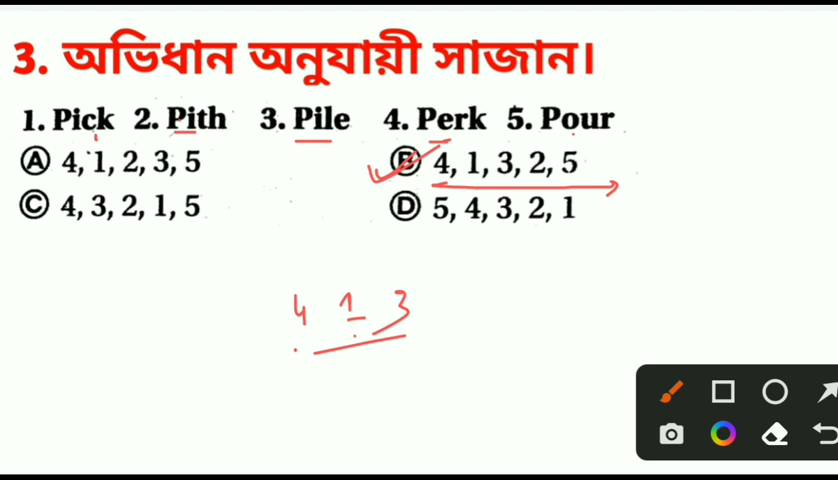 3. অভিধান অনুযায়ী সাজান।
1. Pick 2. Pith 3. Pile 4. Perk 5. Pour
Ⓐ 4, 1, 2, 3, 5 Ⓑ 4, 1, 3, 2, 5
Ⓒ 4, 3, 2, 1, 5 Ⓓ 5, 4, 3, 2, 1
4 1 3